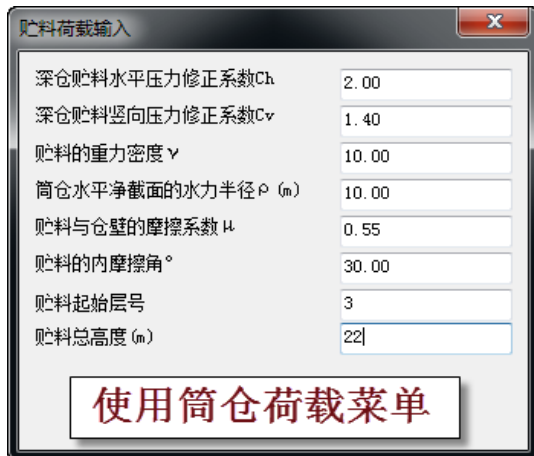 贮料荷载输入
深仓贮料水平压力修正系数Ch 2.00
深仓贮料竖向压力修正系数Cv 1.40
贮料的重力密度γ 10.00
筒仓水平净截面的水力半径ρ(m) 10.00
贮料与仓壁的摩擦系数μ 0.55
贮料的内摩擦角° 30.00
贮料起始层号 3
贮料总高度(m) 22
使用筒仓荷载菜单